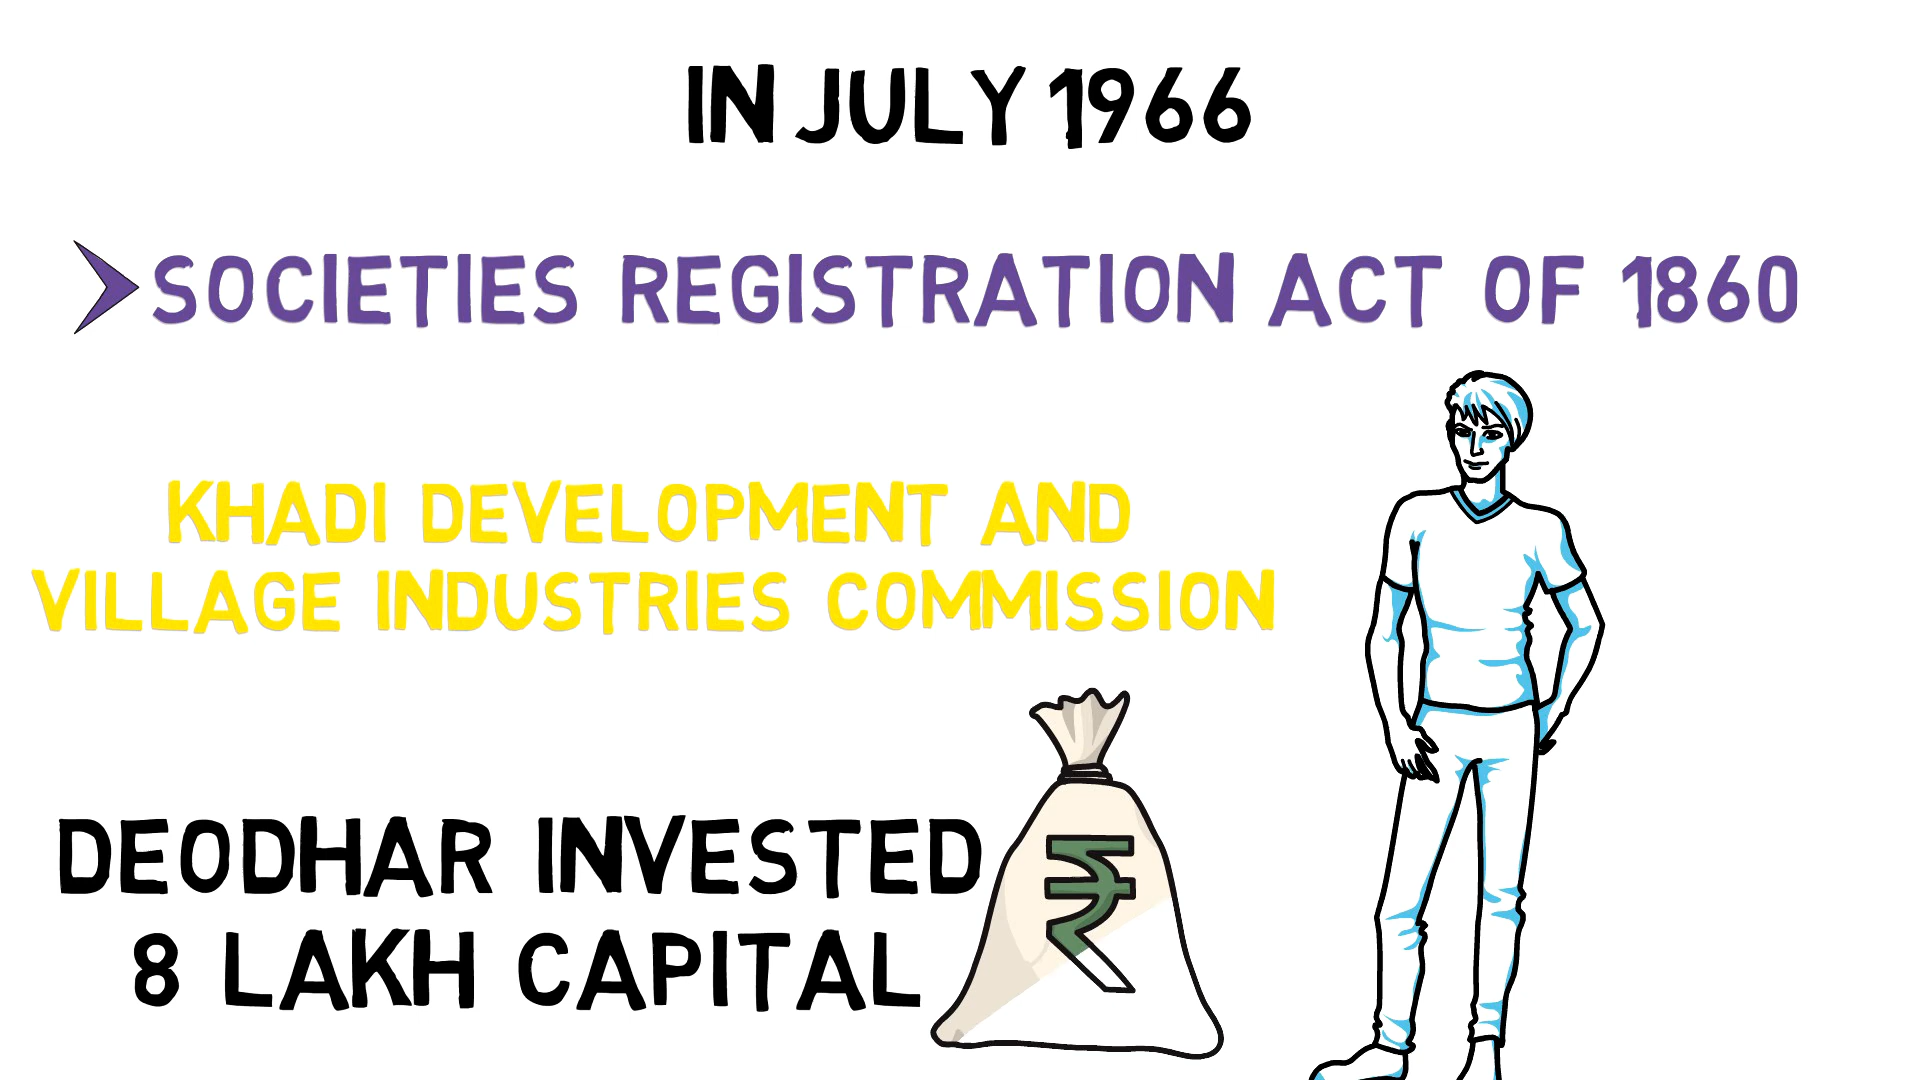 IN JULY 1966
SOCIETIES REGISTRATION ACT OF 1860
KHADI DEVELOPMENT AND
VILLAGE INDUSTRIES COMMISSION
DEODHAR INVESTED
8 LAKH CAPITAL
₹